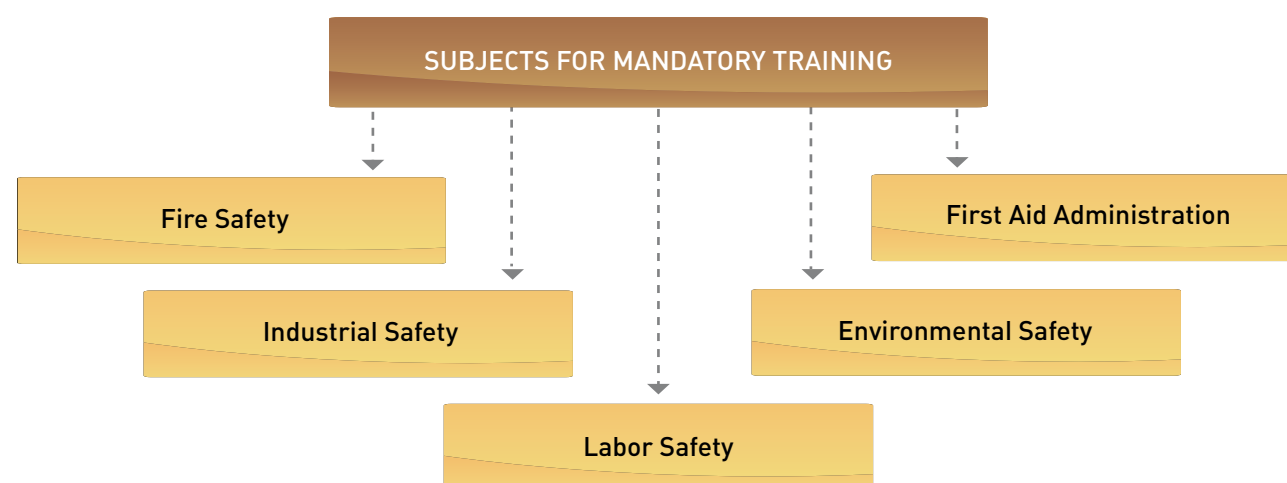 SUBJECTS FOR MANDATORY TRAINING
Fire Safety
First Aid Administration
Industrial Safety
Environmental Safety
Labor Safety